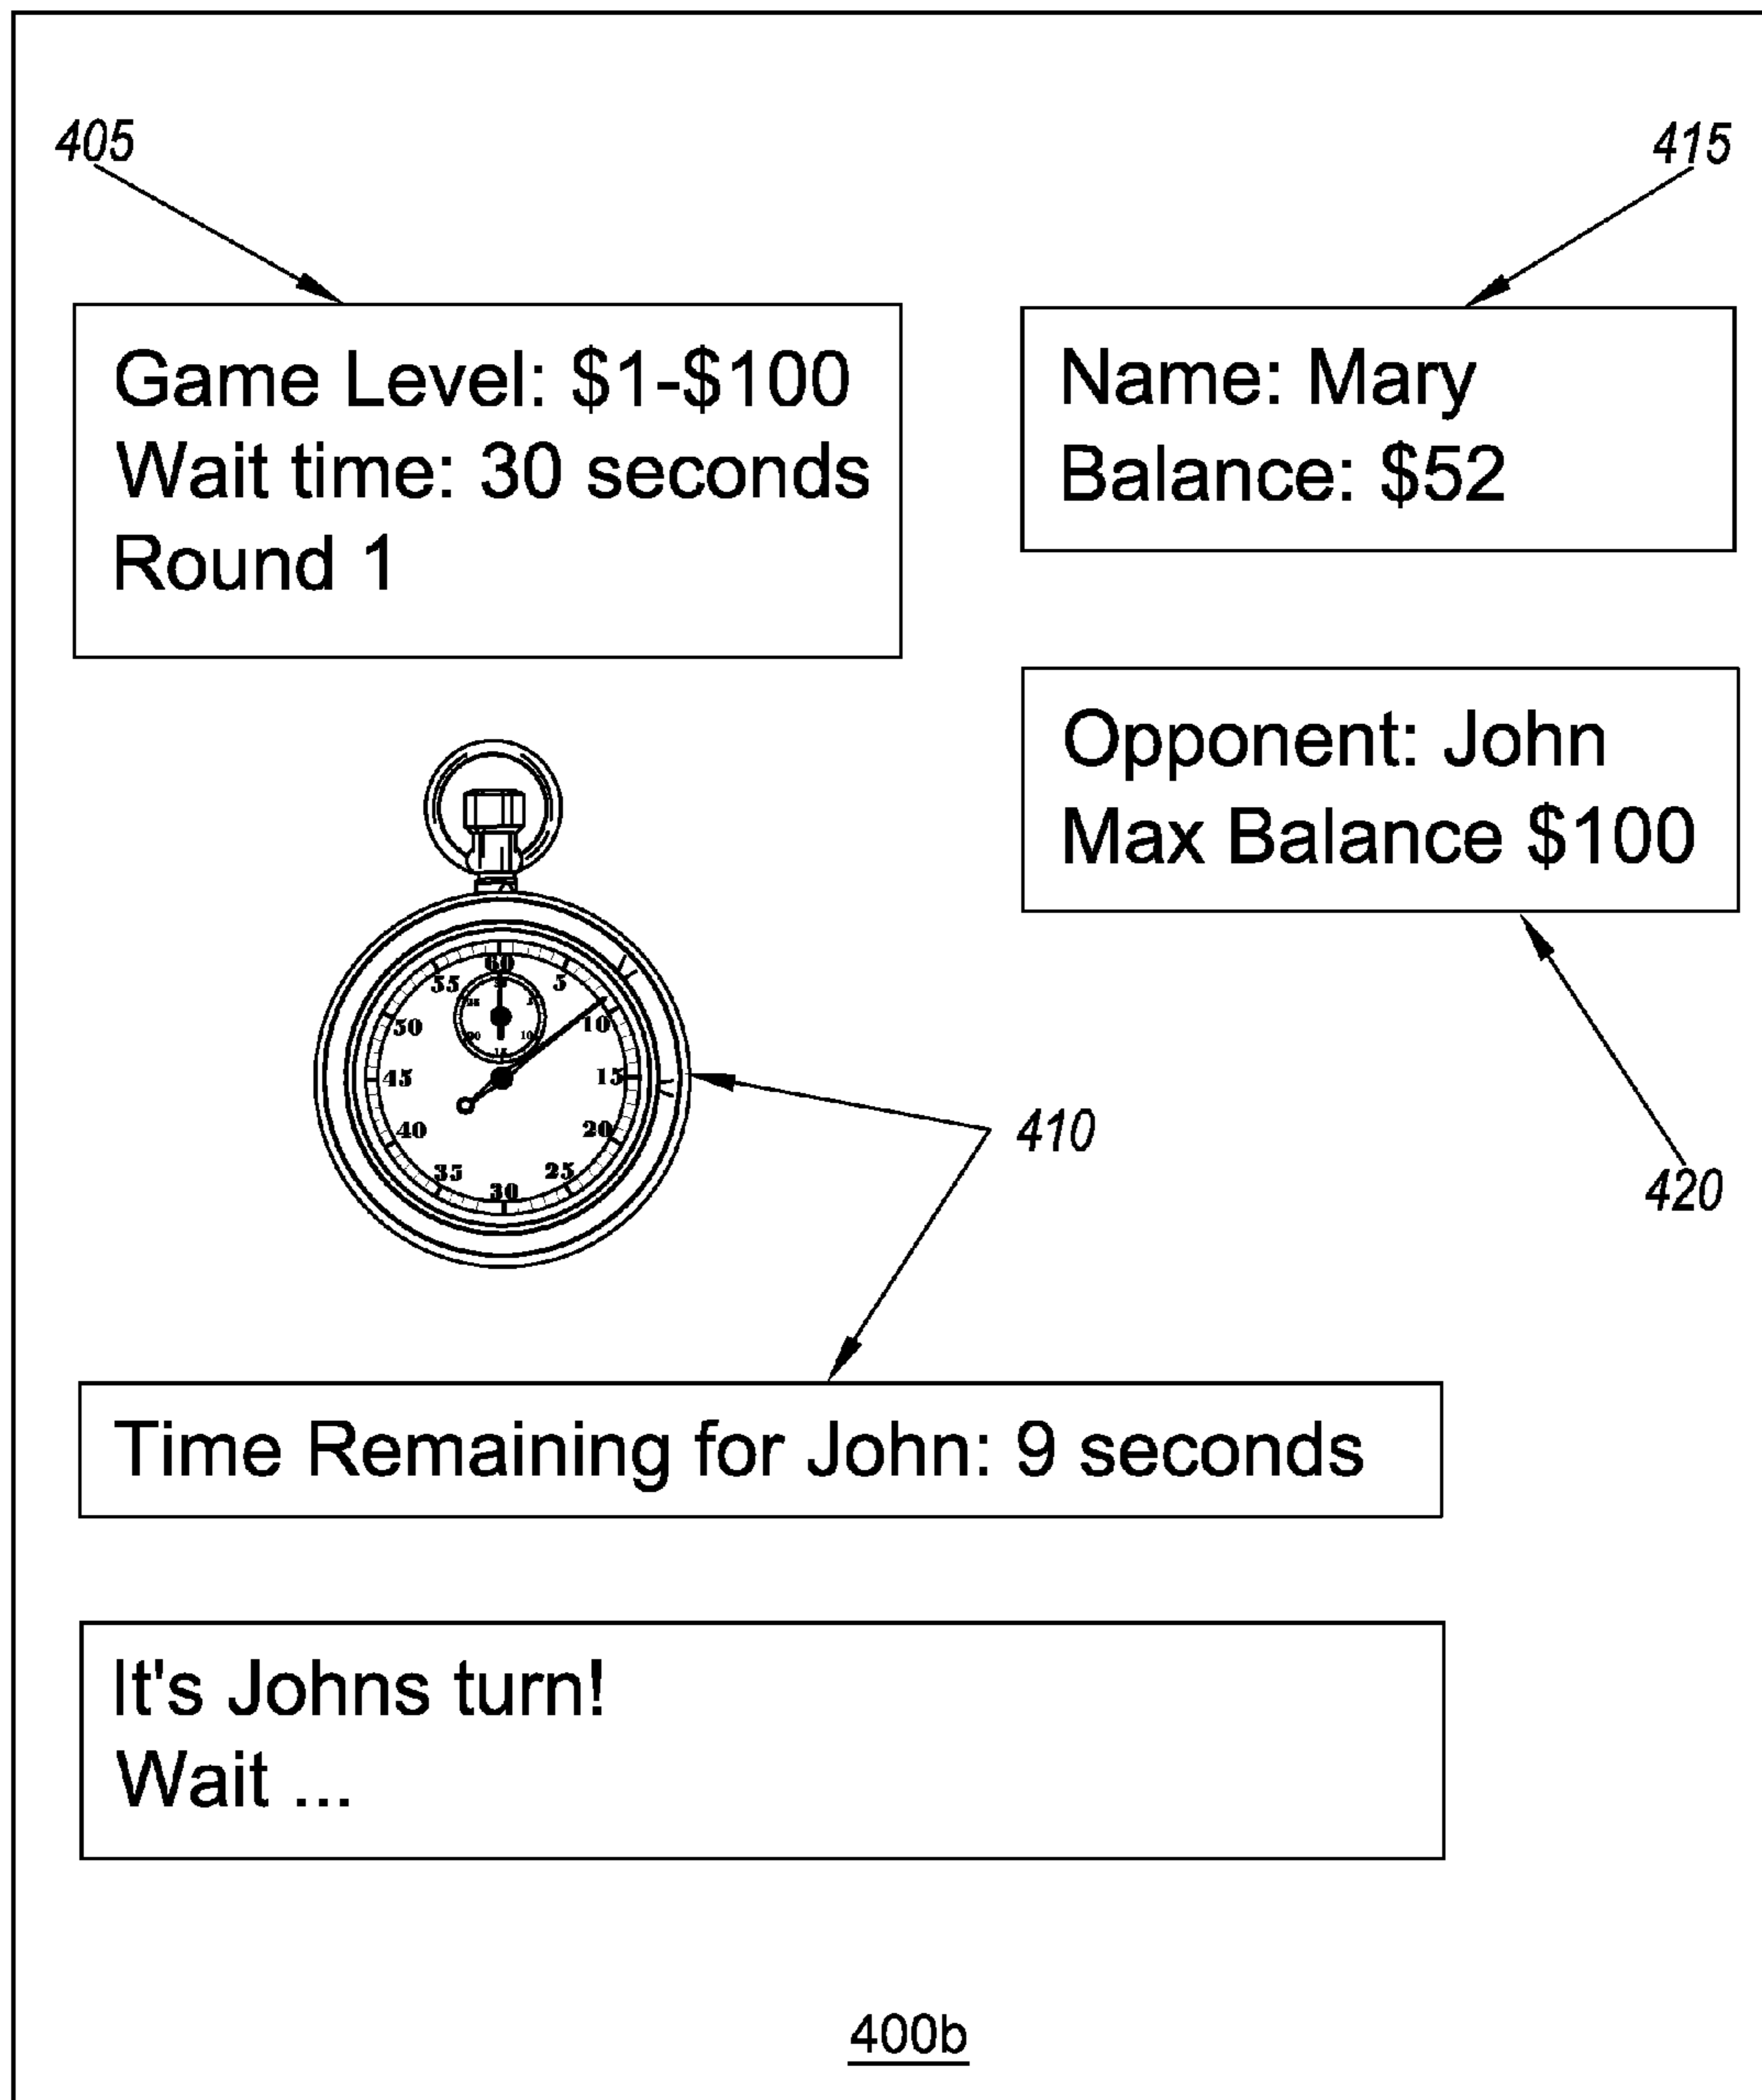 405
415
Game Level: $1-$100
Wait time: 30 seconds
Round 1
Name: Mary
Balance: $52
Opponent: John
Max Balance $100
60
55
5
50
10
45
15
10
15
40
20
35
25
30
410
420
Time Remaining for John: 9 seconds
It's Johns turn!
Wait ...
400b